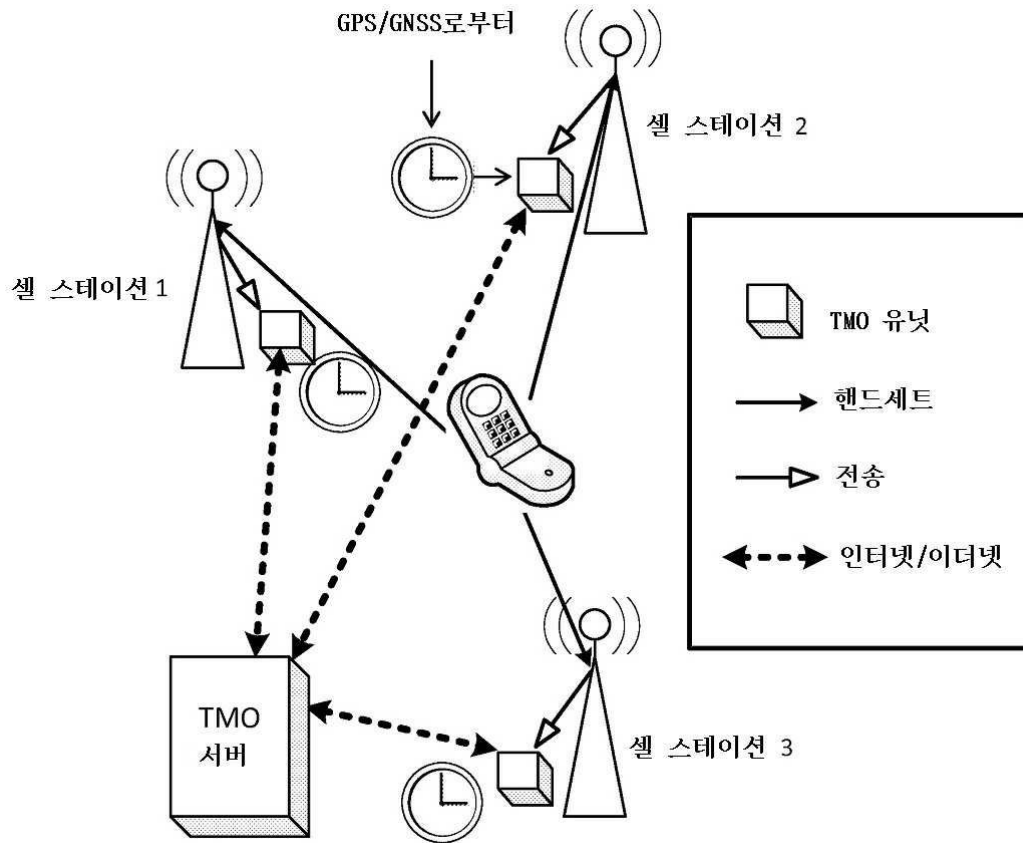 GPS/GNSS로부터
셀 스테이션 2
셀 스테이션 1
TMO 유닛
핸드세트
전송
인터넷/이더넷
TMO
서버
셀 스테이션 3